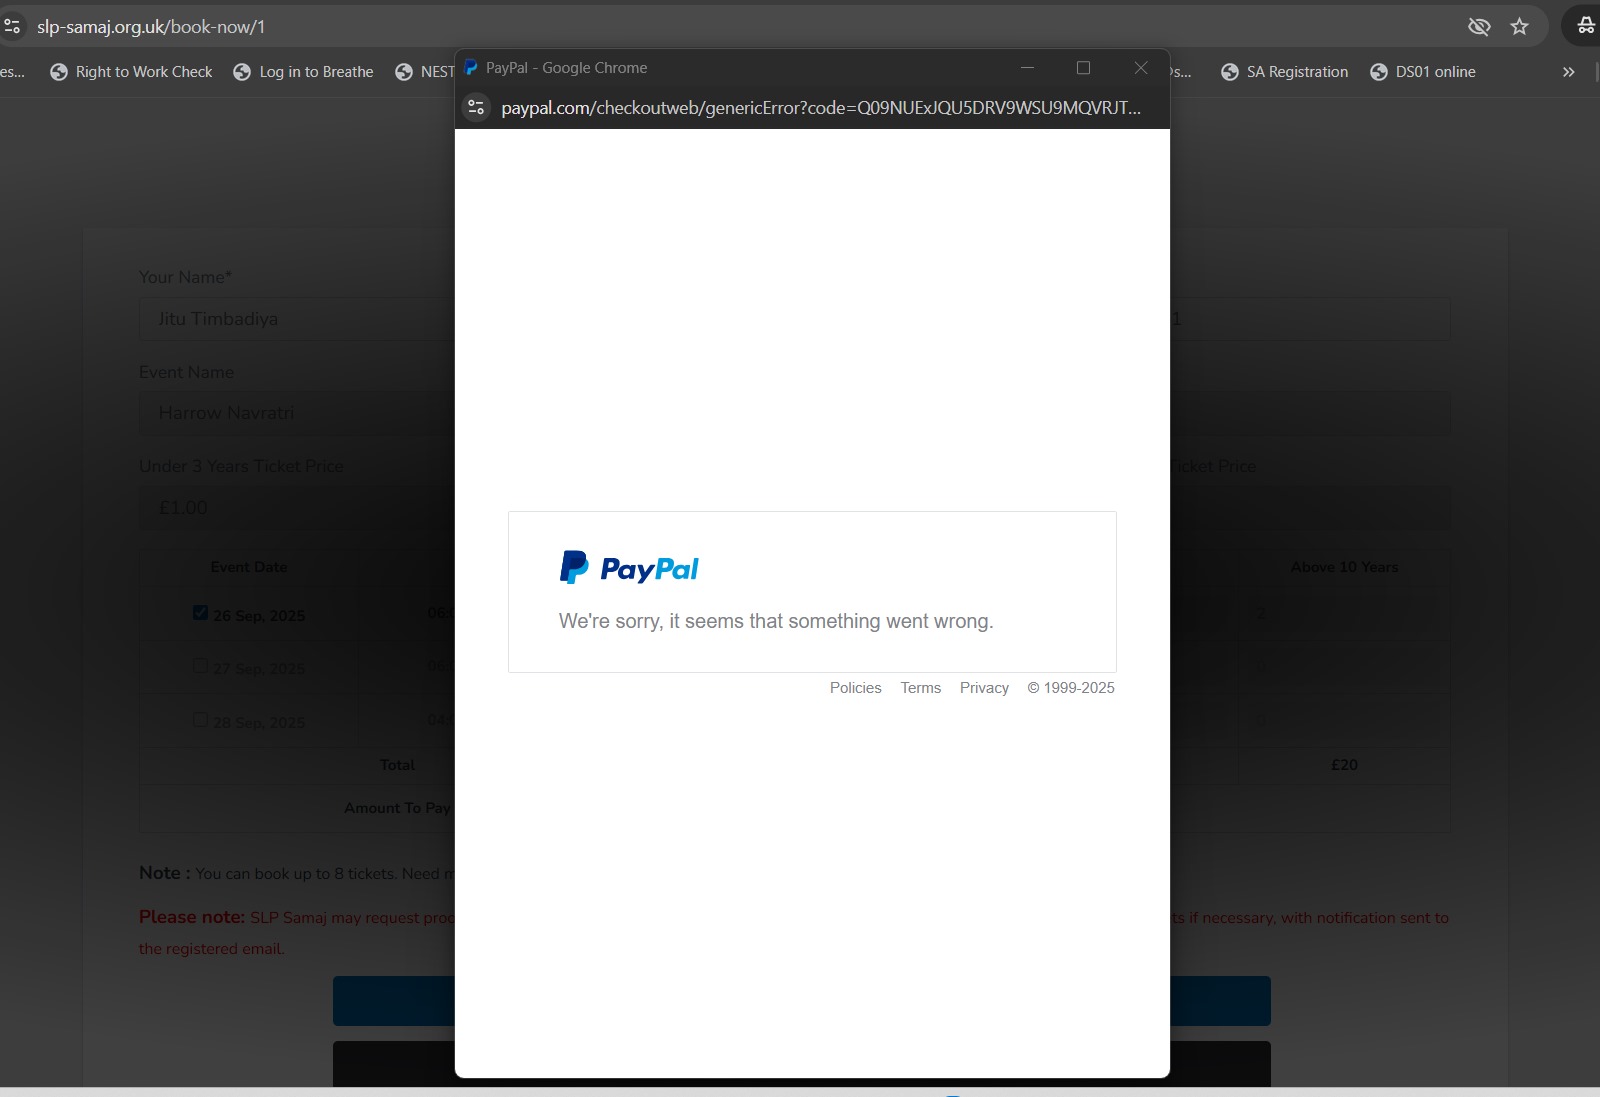 slp-samaj.org.uk/book-now/1
es...
Right to Work Check
Log in to Breathe
NEST
s...
SA Registration
DS01 online
»
PayPal - Google Chrome
paypal.com/checkoutweb/genericError?code=Q09NUExJQU5DRV9WSU9MQVRJT...
Your Name*
Jitu Timbadiya
1
Event Name
Harrow Navratri
Under 3 Years Ticket Price
Ticket Price
£1.00
Event Date
Above 10 Years
26 Sep, 2025
06:
2
27 Sep, 2025
06:
28 Sep, 2025
04:
Total
£20
Amount To Pay
PayPal
We're sorry, it seems that something went wrong.
Policies Terms Privacy © 1999-2025
Note : You can book up to 8 tickets. Need
Please note: SLP Samaj may request
if necessary, with notification sent to
the registered email.